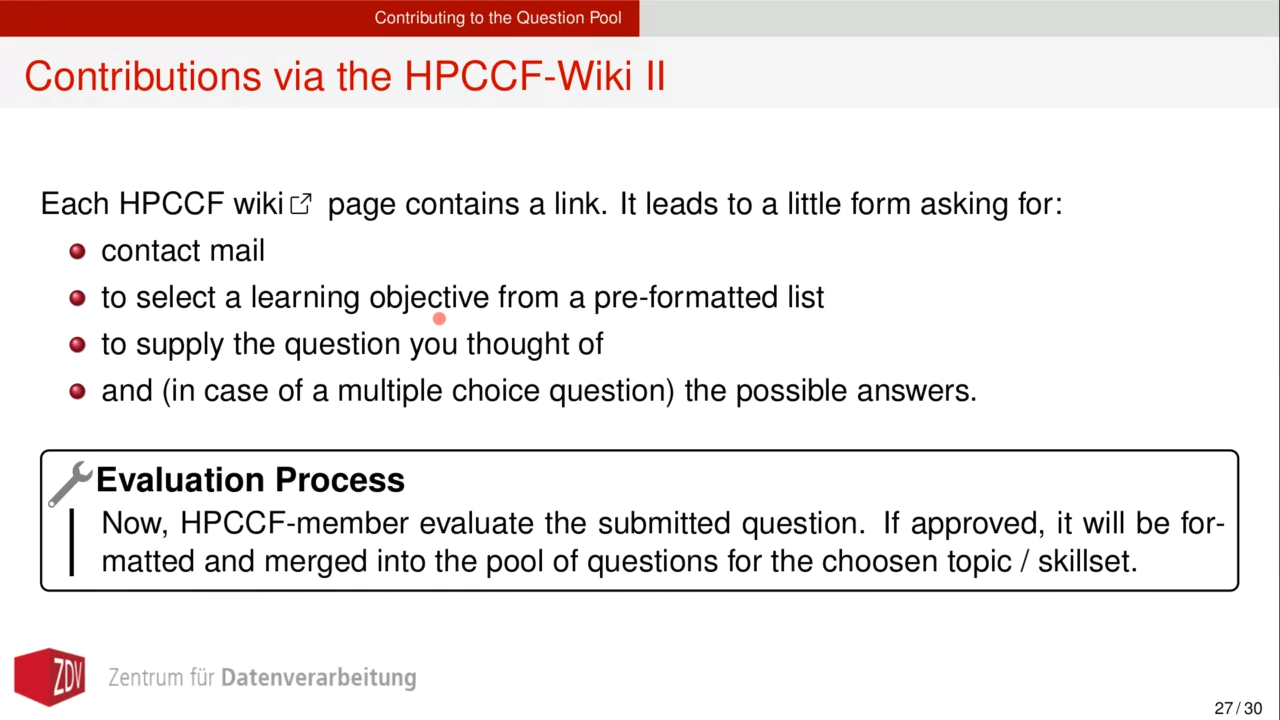 Contributing to the Question Pool
Contributions via the HPCCF-Wiki II
Each HPCCF wiki page contains a link. It leads to a little form asking for:
contact mail
to select a learning objective from a pre-formatted list
to supply the question you thought of
and (in case of a multiple choice question) the possible answers.
Evaluation Process
Now, HPCCF-member evaluate the submitted question. If approved, it will be for-
matted and merged into the pool of questions for the choosen topic / skillset.
ZDV
Zentrum für Datenverarbeitung
27 / 30